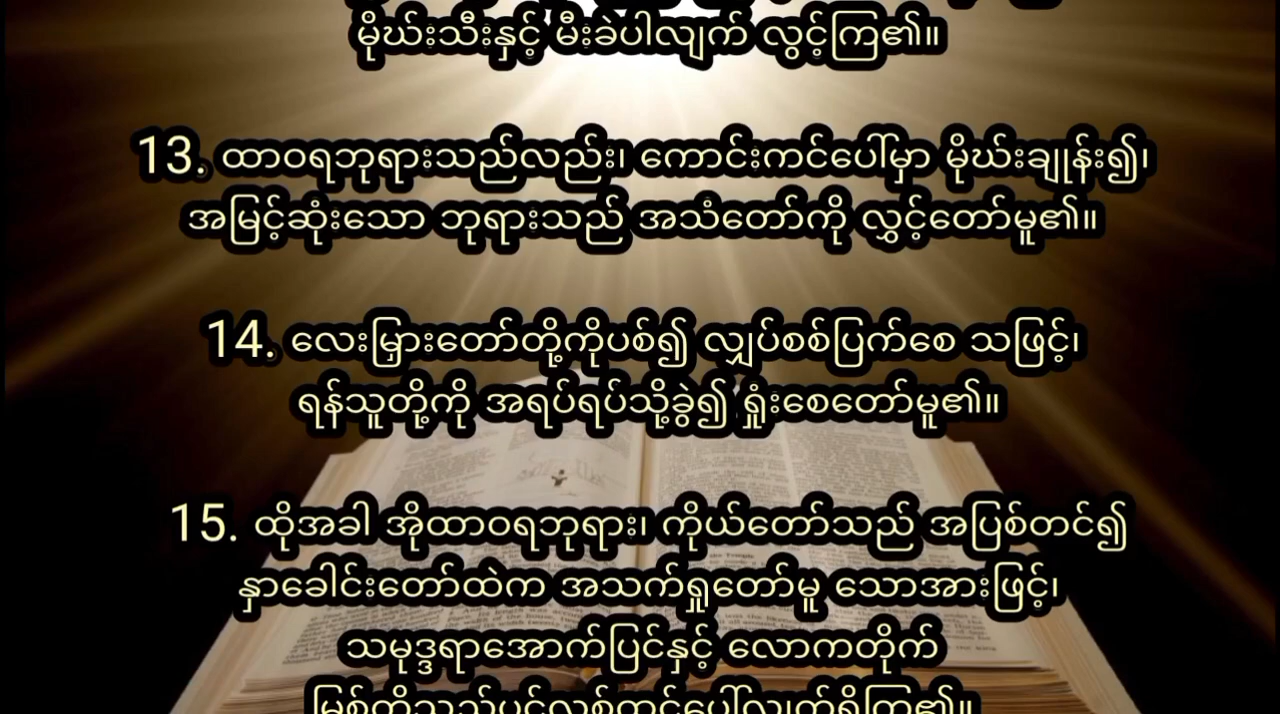 မိုဃ်းသီးနှင့် မီးခဲပါလျက် လွင့်ကြ၏။
13. ထာဝရဘုရားသည်လည်း၊ ကောင်းကင်ပေါ်မှာ မိုဃ်းချုန်း၍၊
အမြင့်ဆုံးသော ဘုရားသည် အသံတော်ကို လွှင့်တော်မူ၏။
14. လေးမြှားတော်တို့ကိုပစ်၍ လျှပ်စစ်ပြက်စေ သဖြင့်၊
ရန်သူတို့ကို အရပ်ရပ်သို့ခွဲ၍ ရှုံးစေတော်မူ၏။
15. ထိုအခါ အိုထာဝရဘုရား၊ ကိုယ်တော်သည် အပြစ်တင်၍
နှာခေါင်းတော်ထဲက အသက်ရှူတော်မူ သောအားဖြင့်၊
သမုဒ္ဒရာအောက်ပြင်နှင့် လောကတိုက်